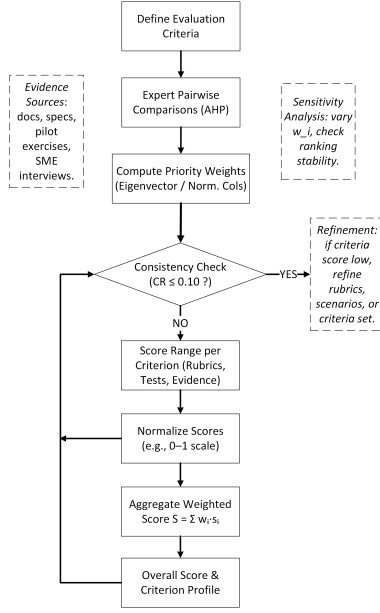 Define Evaluation
Criteria
Evidence
Sources:
docs, specs,
pilot
exercises,
SME
interviews.
Expert Pairwise
Comparisons (AHP)
Sensitivity
Analysis: vary
w_i, check
ranking
stability.
Compute Priority Weights
(Eigenvector / Norm. Cols)
Consistency Check
(CR ≤ 0.10 ?)
YES
Refinement:
if criteria
score low,
refine
rubrics,
scenarios, or
criteria set.
NO
Score Range per
Criterion (Rubrics,
Tests, Evidence)
Normalize Scores
(e.g., 0–1 scale)
Aggregate Weighted
Score S = Σ wᵢ·sᵢ
Overall Score &
Criterion Profile